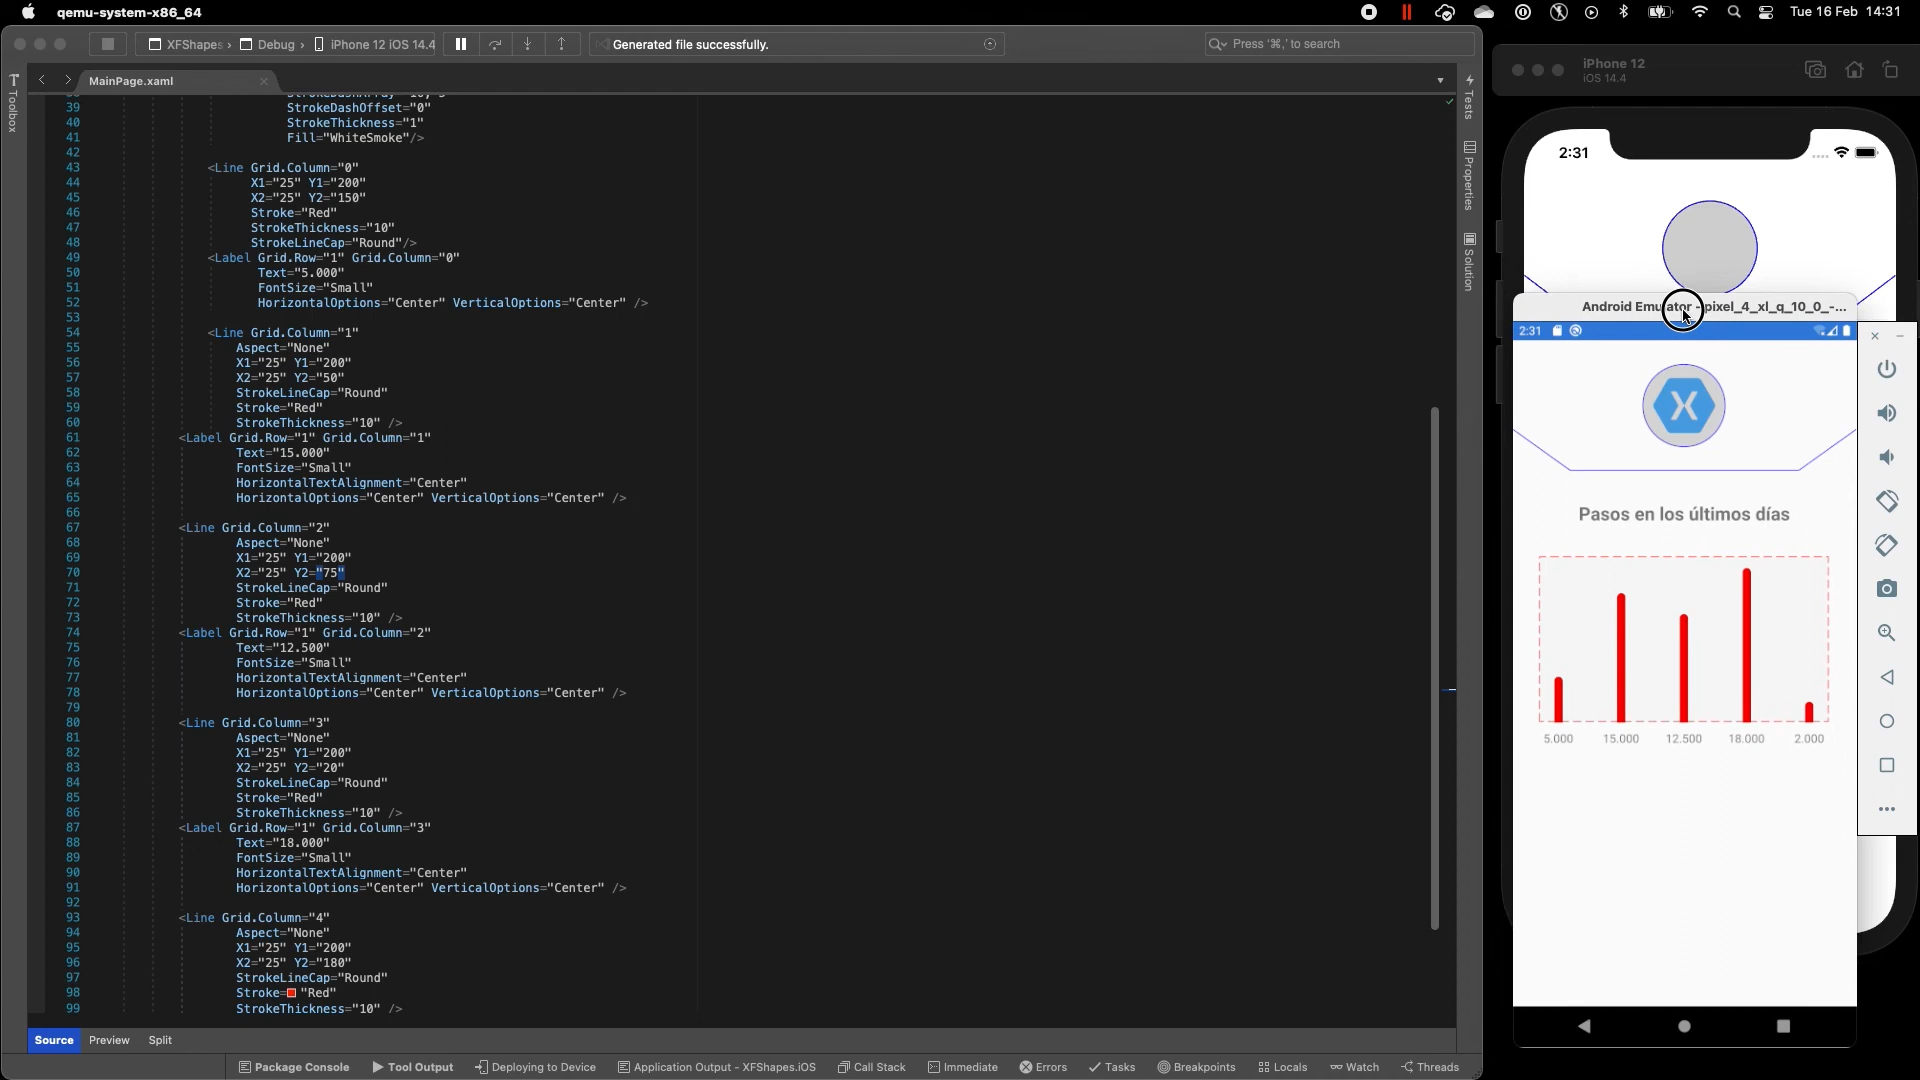 qemu-system-x86_64
Tue 16 Feb 14:31
XFShapes › Debug › iPhone 12 iOS 14.4
Generated file successfully.
Press '⌘,' to search
MainPage.xaml
Toolbox
39 StrokeDashOffset="0"
40 StrokeThickness="1"
41 Fill="WhiteSmoke"/>
42
43 <Line Grid.Column="0"
44 X1="25" Y1="200"
45 X2="25" Y2="150"
46 Stroke="Red"
47 StrokeThickness="10"
48 StrokeLineCap="Round"/>
49 <Label Grid.Row="1" Grid.Column="0"
50 Text="5.000"
51 FontSize="Small"
52 HorizontalOptions="Center" VerticalOptions="Center" />
53
54 <Line Grid.Column="1"
55 Aspect="None"
56 X1="25" Y1="200"
57 X2="25" Y2="50"
58 StrokeLineCap="Round"
59 Stroke="Red"
60 StrokeThickness="10" />
61 <Label Grid.Row="1" Grid.Column="1"
62 Text="15.000"
63 FontSize="Small"
64 HorizontalTextAlignment="Center"
65 HorizontalOptions="Center" VerticalOptions="Center" />
66
67 <Line Grid.Column="2"
68 Aspect="None"
69 X1="25" Y1="200"
70 X2="25" Y2="75"
71 StrokeLineCap="Round"
72 Stroke="Red"
73 StrokeThickness="10" />
74 <Label Grid.Row="1" Grid.Column="2"
75 Text="12.500"
76 FontSize="Small"
77 HorizontalTextAlignment="Center"
78 HorizontalOptions="Center" VerticalOptions="Center" />
79
80 <Line Grid.Column="3"
81 Aspect="None"
82 X1="25" Y1="200"
83 X2="25" Y2="20"
84 StrokeLineCap="Round"
85 Stroke="Red"
86 StrokeThickness="10" />
87 <Label Grid.Row="1" Grid.Column="3"
88 Text="18.000"
89 FontSize="Small"
90 HorizontalTextAlignment="Center"
91 HorizontalOptions="Center" VerticalOptions="Center" />
92
93 <Line Grid.Column="4"
94 Aspect="None"
95 X1="25" Y1="200"
96 X2="25" Y2="180"
97 StrokeLineCap="Round"
98 Stroke="Red"
99 StrokeThickness="10" />
Tests
Properties
Solution
Source Preview Split
Package Console Tool Output Deploying to Device Application Output - XFShapes.iOS Call Stack Immediate Errors Tasks Breakpoints Locals Watch Threads
iPhone 12
iOS 14.4
2:31
Android Emulator - pixel_4_xl_q_10_0_-...
2:31
Pasos en los últimos días
5.000 15.000 12.500 18.000 2.000